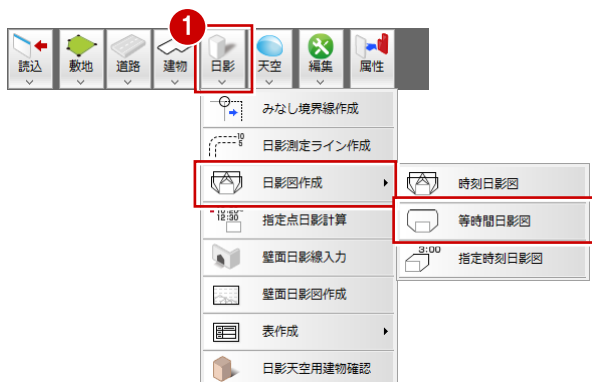 1
読込
敷地
道路
建物
日影
天空
編集
属性
みなし境界線作成
10
5
日影測定ライン作成
日影図作成
時刻日影図
等時間日影図
3:00
指定時刻日影図
12:30
指定点日影計算
壁面日影線入力
壁面日影図作成
表作成
日影天空用建物確認